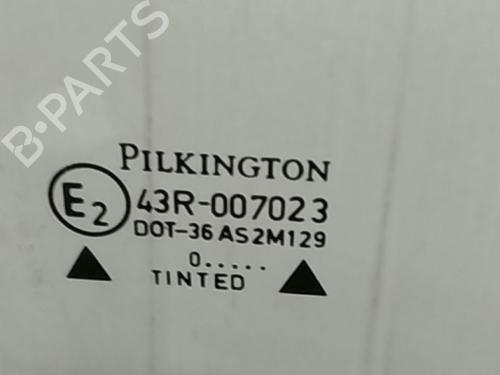 B-PARTS
PILKINGTON
E2 43R-007023
DOT-36 AS2M129
0.....
TINTED